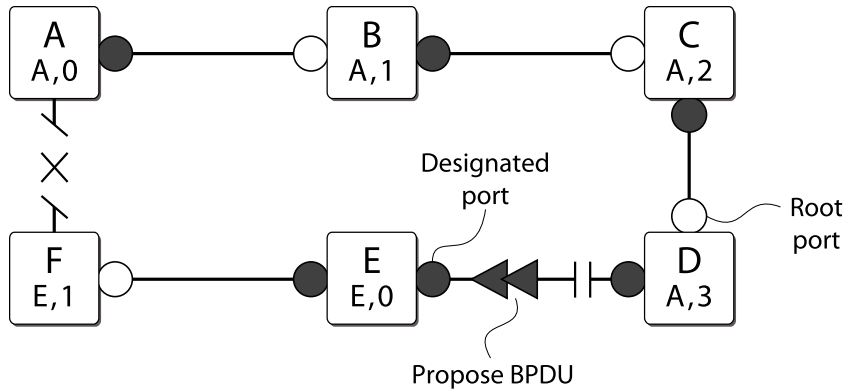 A
A,0
B
A,1
C
A,2
Designated
port
Root
port
F
E,1
E
E,0
D
A,3
Propose BPDU